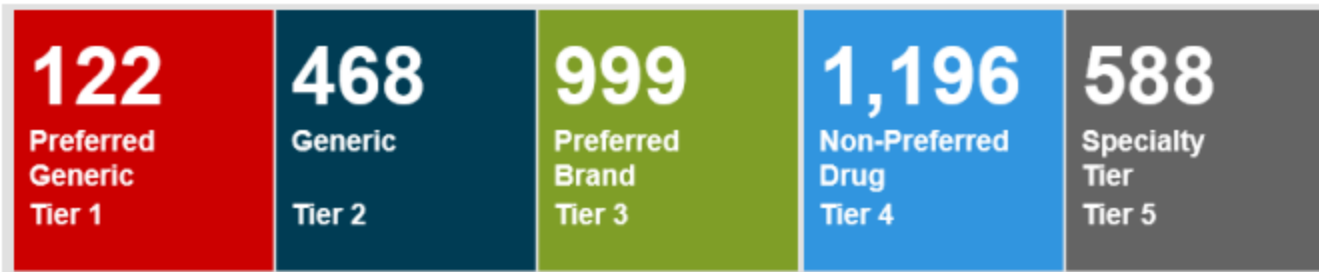 122
Preferred
Generic
Tier 1
468
Generic
Tier 2
999
Preferred
Brand
Tier 3
1,196
Non-Preferred
Drug
Tier 4
588
Specialty
Tier
Tier 5